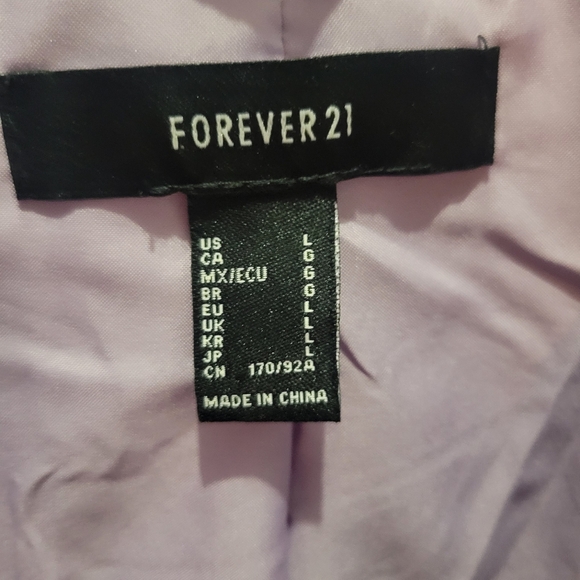 FOREVER 21
US L
CA G
MX/ECU G
BR G
EU L
UK L
KR L
JP L
CN 170/92A
MADE IN CHINA